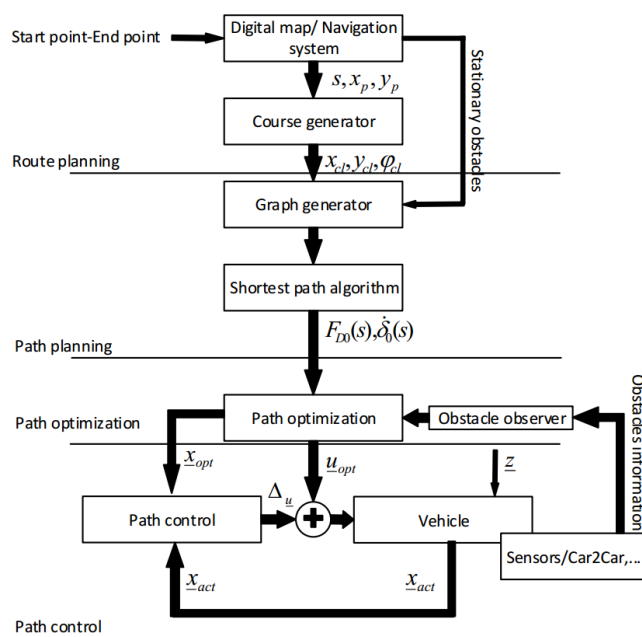 Digital map/ Navigation
system
Start point-End point
Stationary obstacles
s, x_p, y_p
Course generator
x_cl, y_cl, φ_cl
Route planning
Graph generator
Shortest path algorithm
F_D0(s), δ̇_0(s)
Path planning
Path optimization
Obstacle observer
Obstacles information
Path optimization
x_opt
u_opt
z
Δ_u
Path control
+
Vehicle
Sensors/Car2Car,...
x_act
x_act
Path control